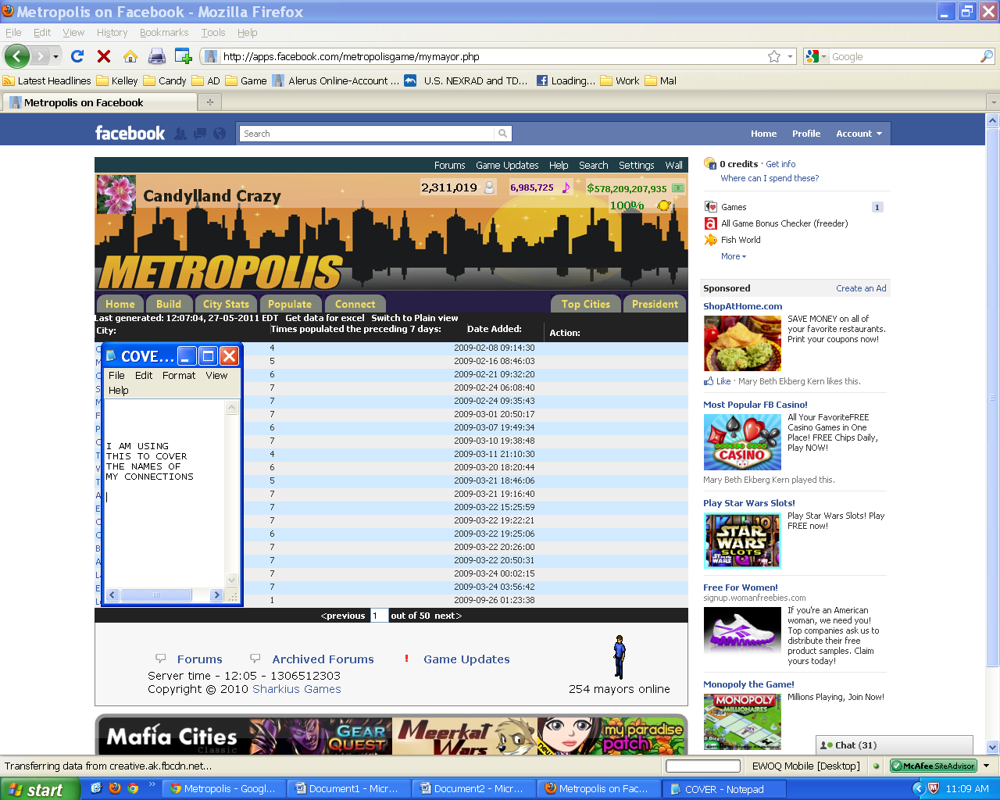 Metropolis on Facebook - Mozilla Firefox
File Edit View History Bookmarks Tools Help
http://apps.facebook.com/metropolisgame/mymayor.php
Google
Latest Headlines Kelley Candy AD Game Alerus Online-Account ... U.S. NEXRAD and TD... Loading... Work Mal
Metropolis on Facebook
facebook
Search
Home Profile Account
Forums Game Updates Help Search Settings Wall
Candylland Crazy
2,311,019 6,985,725 $578,209,207,935
100%
METROPOLIS
Home Build City Stats Populate Connect Top Cities President
Last generated: 12:07:04, 27-05-2011 EDT Get data for excel Switch to Plain view
City: Times populated the preceding 7 days: Date Added: Action:
4 2009-02-08 09:14:30
5 2009-02-16 08:46:03
6 2009-02-21 09:32:20
7 2009-02-24 06:08:40
7 2009-02-24 09:35:43
7 2009-03-01 20:50:17
6 2009-03-07 19:49:34
7 2009-03-10 19:38:48
4 2009-03-11 21:10:30
6 2009-03-20 18:20:44
5 2009-03-21 18:46:06
7 2009-03-21 19:16:40
7 2009-03-22 15:25:59
7 2009-03-22 19:22:21
6 2009-03-22 19:25:06
7 2009-03-22 20:26:00
7 2009-03-22 20:50:31
7 2009-03-24 00:02:15
7 2009-03-24 03:56:42
1 2009-09-26 01:23:38
COVE...
File Edit Format View
Help
I AM USING
THIS TO COVER
THE NAMES OF
MY CONNECTIONS
<previous 1 out of 50 next>
Forums Archived Forums Game Updates
Server time - 12:05 - 1306512303
Copyright © 2010 Sharkius Games
254 mayors online
Mafia Cities
Classic
GEAR
QUEST
Meerkat
Wars
my paradise
patch
0 credits · Get info
Where can I spend these?
Games 1
All Game Bonus Checker (freeder)
Fish World
More
Sponsored Create an Ad
ShopAtHome.com
SAVE MONEY on all of
your favorite restaurants.
Print your coupons now!
Like · Mary Beth Ekberg Kern likes this.
Most Popular FB Casino!
All Your FavoriteFREE
Casino Games in One
Place! FREE Chips Daily,
Play NOW!
CASINO
Mary Beth Ekberg Kern played this.
Play Star Wars Slots!
Play Star Wars Slots! Play
FREE now!
STAR
WARS
SLOTS
Free For Women!
signup.womanfreebies.com
If you're an American
woman, we need you!
Top companies ask us to
distribute their free
product samples. Claim
yours today!
Monopoly the Game!
Millions Playing, Join Now!
MONOPOLY
MILLIONAIRES
Chat (31)
Transferring data from creative.ak.fbcdn.net...
EWOQ Mobile [Desktop]
McAfee SiteAdvisor
start
Metropolis - Googl...
Document1 - Micr...
Document2 - Micr...
Metropolis on Fac...
COVER - Notepad
11:09 AM